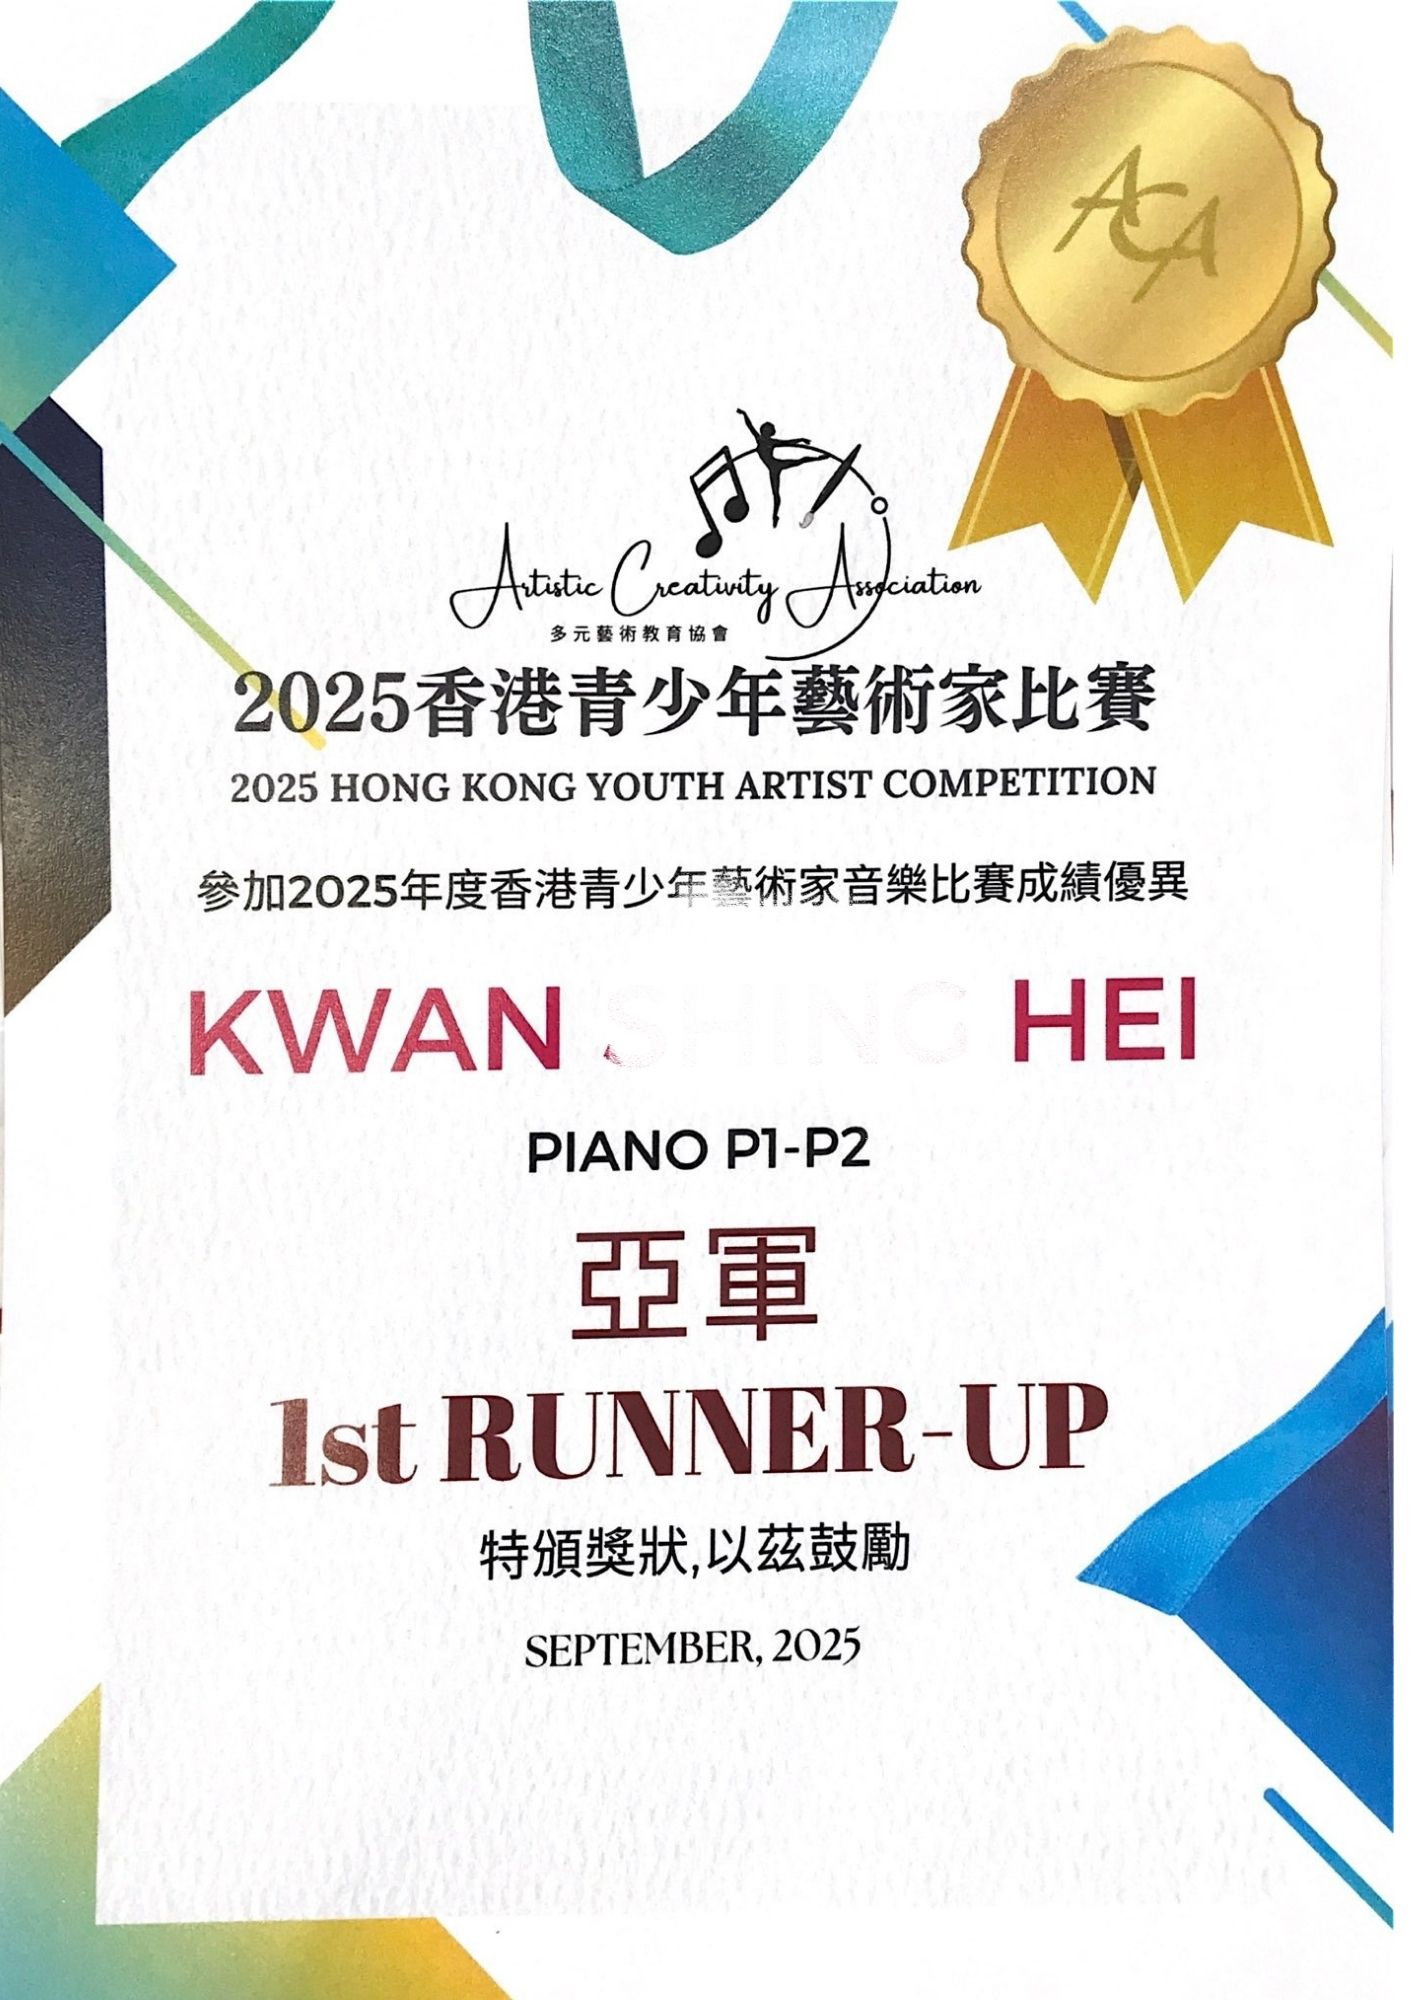 ACA
Artistic Creativity Association
多元藝術教育協會
2025香港青少年藝術家比賽
2025 HONG KONG YOUTH ARTIST COMPETITION
參加2025年度香港青少年藝術家音樂比賽成績優異
KWAN SHING HEI
PIANO P1-P2
亞軍
1st RUNNER-UP
特頒獎狀,以茲鼓勵
SEPTEMBER, 2025